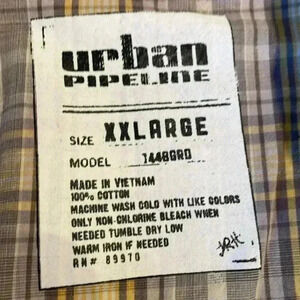 urban
PIPELINE
SIZE XXLARGE
MODEL 1448GRD
MADE IN VIETNAM
100% COTTON
MACHINE WASH COLD WITH LIKE COLORS
ONLY NON-CHLORINE BLEACH WHEN
NEEDED TUMBLE DRY LOW
WARM IRON IF NEEDED
RN# 89970